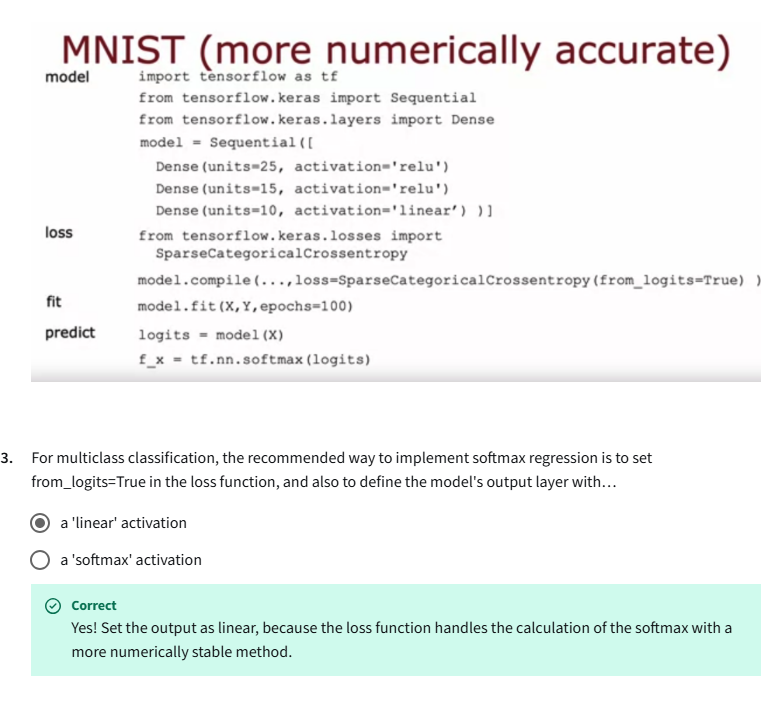 MNIST (more numerically accurate)
model import tensorflow as tf
from tensorflow.keras import Sequential
from tensorflow.keras.layers import Dense
model = Sequential([
Dense(units=25, activation='relu')
Dense(units=15, activation='relu')
Dense(units=10, activation='linear') )]
loss from tensorflow.keras.losses import
SparseCategoricalCrossentropy
model.compile(...,loss=SparseCategoricalCrossentropy(from_logits=True) )
fit model.fit(X,Y,epochs=100)
predict logits = model(X)
f_x = tf.nn.softmax(logits)
3. For multiclass classification, the recommended way to implement softmax regression is to set
from_logits=True in the loss function, and also to define the model's output layer with…
a 'linear' activation
a 'softmax' activation
Correct
Yes! Set the output as linear, because the loss function handles the calculation of the softmax with a
more numerically stable method.